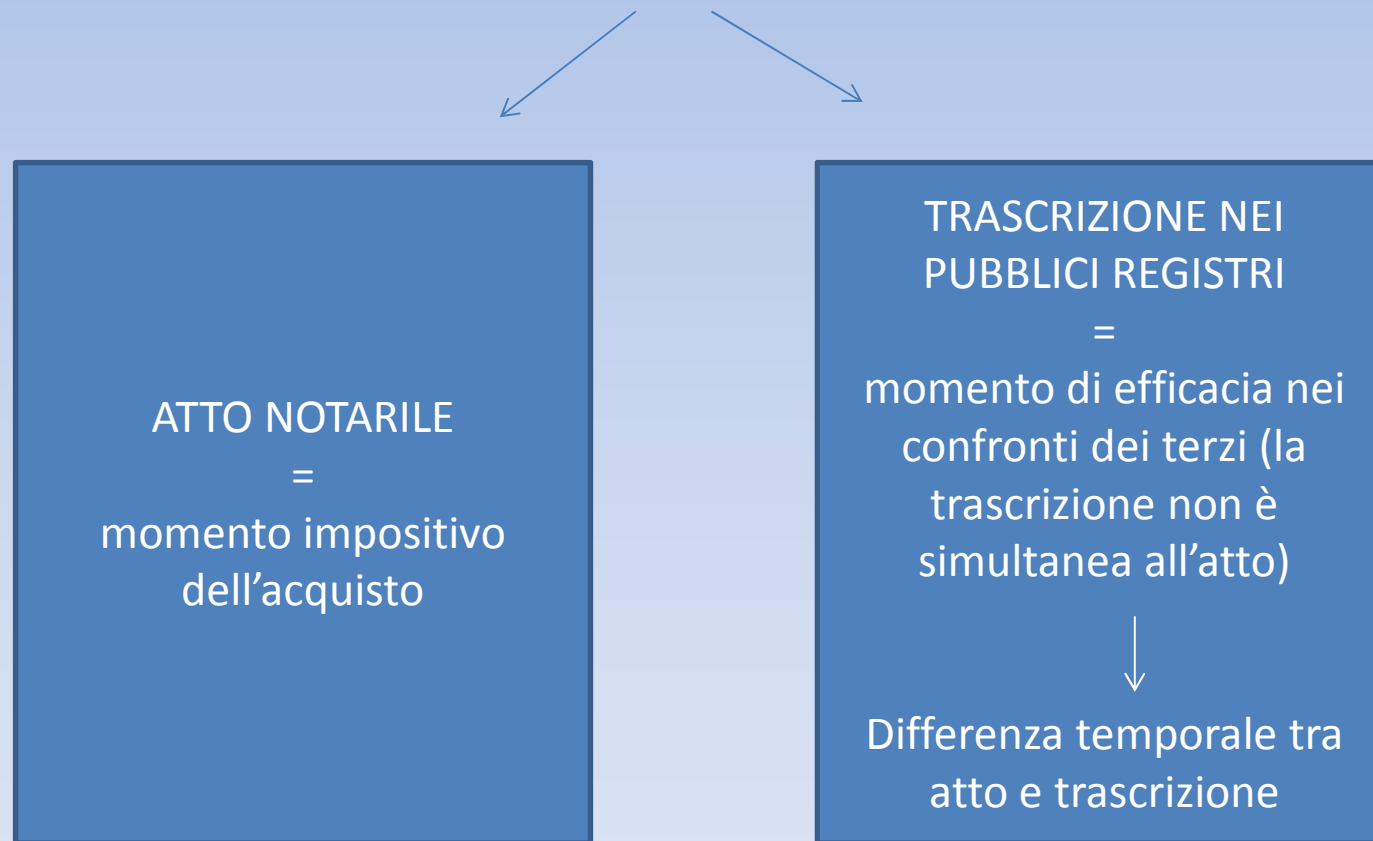 ATTO NOTARILE
=
momento impositivo
dell’acquisto
TRASCRIZIONE NEI
PUBBLICI REGISTRI
=
momento di efficacia nei
confronti dei terzi (la
trascrizione non è
simultanea all’atto)
Differenza temporale tra
atto e trascrizione